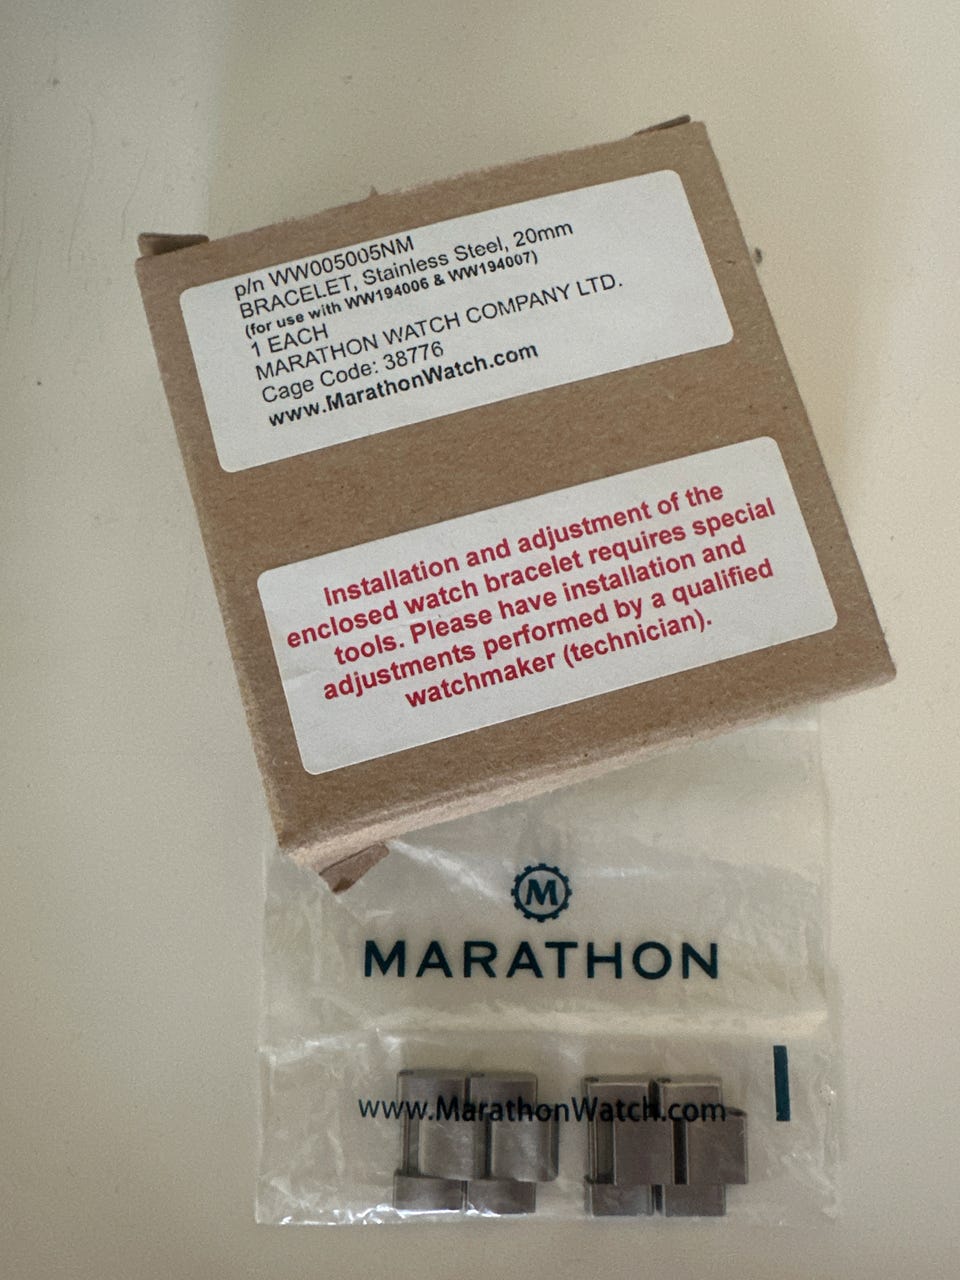 p/n WW005005NM
BRACELET, Stainless Steel, 20mm
(for use with WW194006 & WW194007)
1 EACH
MARATHON WATCH COMPANY LTD.
Cage Code: 38776
www.MarathonWatch.com
Installation and adjustment of the
enclosed watch bracelet requires special
tools. Please have installation and
adjustments performed by a qualified
watchmaker (technician).
M
MARATHON
www.MarathonWatch.com